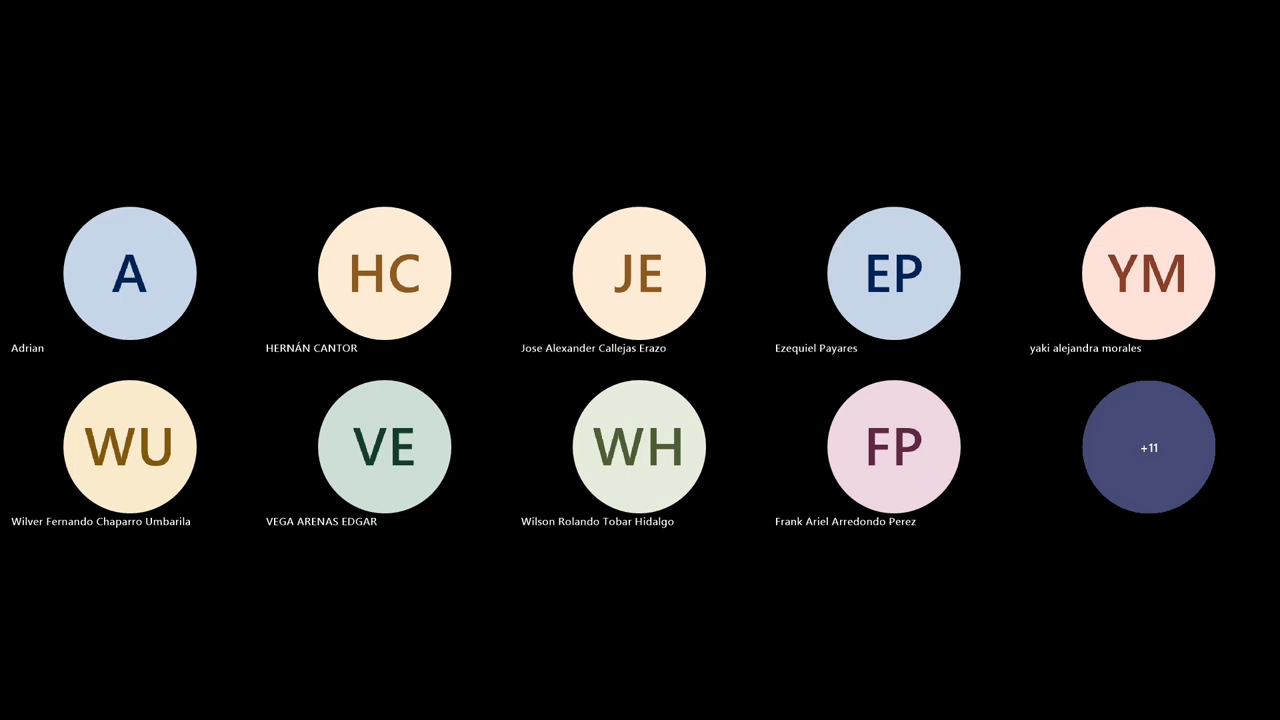 A
HC
JE
EP
YM
Adrian
HERNÁN CANTOR
Jose Alexander Callejas Erazo
Ezequiel Payares
yaki alejandra morales
WU
VE
WH
FP
+11
Wilver Fernando Chaparro Umbarila
VEGA ARENAS EDGAR
Wilson Rolando Tobar Hidalgo
Frank Ariel Arredondo Perez